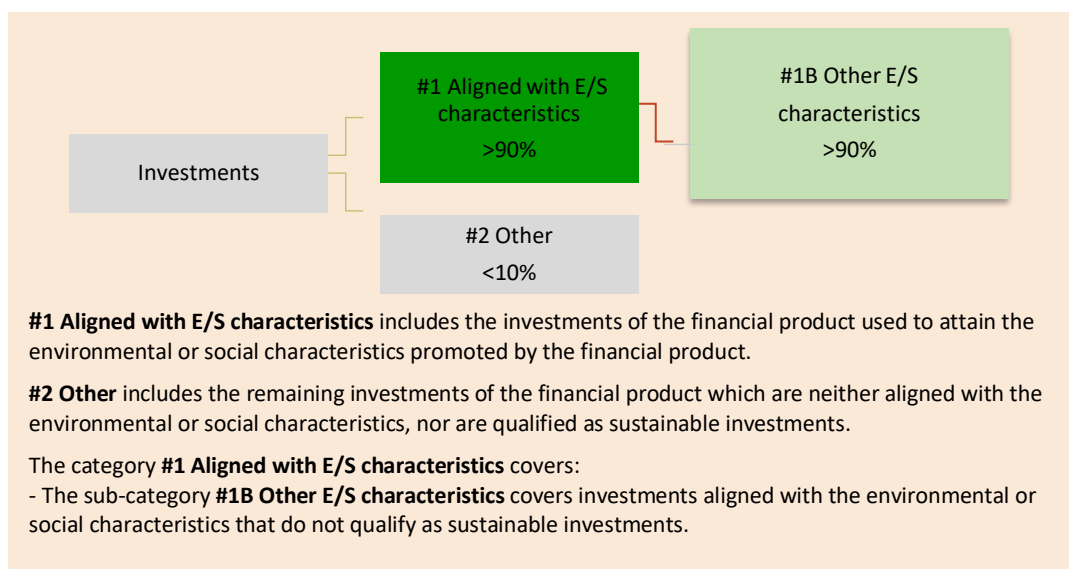 Investments
#1 Aligned with E/S
characteristics
>90%
#1B Other E/S
characteristics
>90%
#2 Other
<10%
#1 Aligned with E/S characteristics includes the investments of the financial product used to attain the
environmental or social characteristics promoted by the financial product.
#2 Other includes the remaining investments of the financial product which are neither aligned with the
environmental or social characteristics, nor are qualified as sustainable investments.
The category #1 Aligned with E/S characteristics covers:
- The sub-category #1B Other E/S characteristics covers investments aligned with the environmental or
social characteristics that do not qualify as sustainable investments.